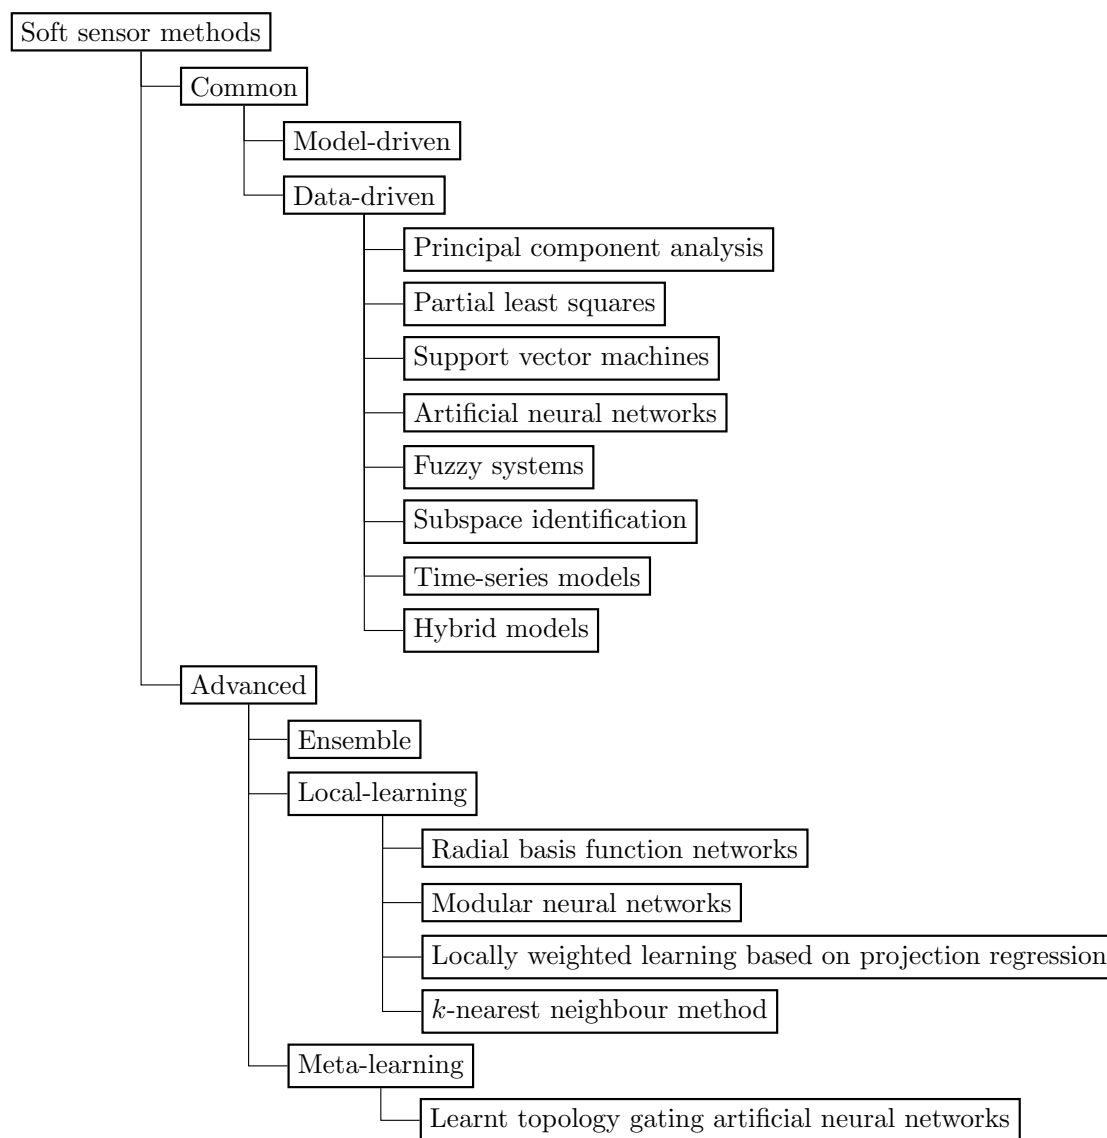 Soft sensor methods
Common
Model-driven
Data-driven
Principal component analysis
Partial least squares
Support vector machines
Artificial neural networks
Fuzzy systems
Subspace identification
Time-series models
Hybrid models
Advanced
Ensemble
Local-learning
Radial basis function networks
Modular neural networks
Locally weighted learning based on projection regression
k-nearest neighbour method
Meta-learning
Learnt topology gating artificial neural networks